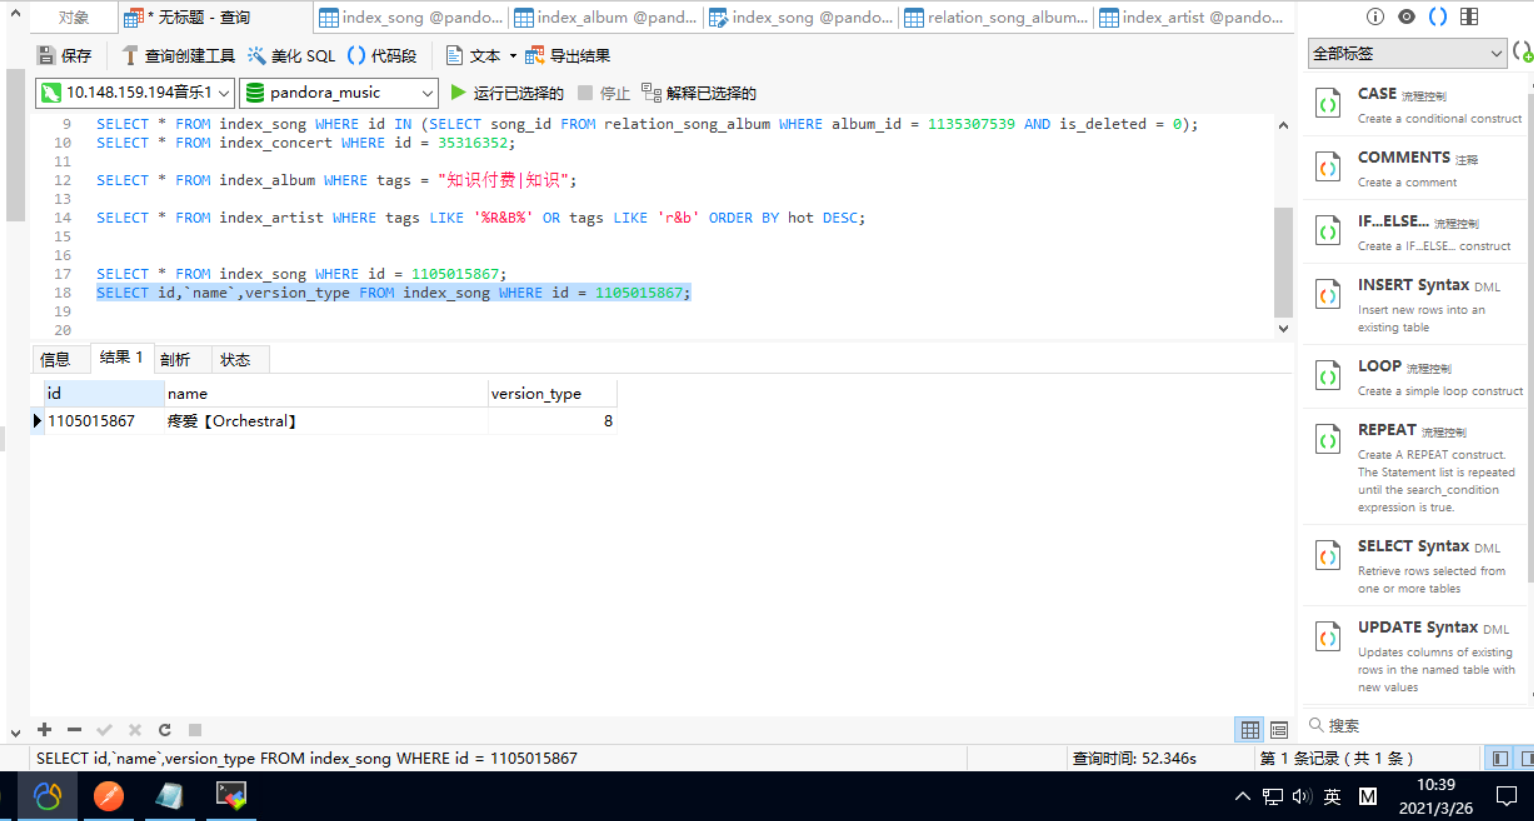 对象
* 无标题 - 查询
index_song @pando...
index_album @pand...
index_song @pando...
relation_song_album...
index_artist @pando...
保存
查询创建工具
美化 SQL
代码段
文本
导出结果
10.148.159.194音乐1
pandora_music
运行已选择的
停止
解释已选择的
9 SELECT * FROM index_song WHERE id IN (SELECT song_id FROM relation_song_album WHERE album_id = 1135307539 AND is_deleted = 0);
10 SELECT * FROM index_concert WHERE id = 35316352;
11
12 SELECT * FROM index_album WHERE tags = "知识付费|知识";
13
14 SELECT * FROM index_artist WHERE tags LIKE '%R&B%' OR tags LIKE 'r&b' ORDER BY hot DESC;
15
16
17 SELECT * FROM index_song WHERE id = 1105015867;
18 SELECT id,`name`,version_type FROM index_song WHERE id = 1105015867;
19
20
信息
结果 1
剖析
状态
id name version_type
1105015867 疼爱【Orchestral】 8
SELECT id,`name`,version_type FROM index_song WHERE id = 1105015867
查询时间: 52.346s
第 1 条记录 ( 共 1 条 )
全部标签
CASE 流程控制
Create a conditional construct
COMMENTS 注释
Create a comment
IF...ELSE... 流程控制
Create a IF...ELSE... construct
INSERT Syntax DML
Insert new rows into an
existing table
LOOP 流程控制
Create a simple loop construct
REPEAT 流程控制
Create A REPEAT construct.
The Statement list is repeated
until the search_condition
expression is true.
SELECT Syntax DML
Retrieve rows selected from
one or more tables
UPDATE Syntax DML
Updates columns of existing
rows in the named table with
new values
搜索
英
M
10:39
2021/3/26